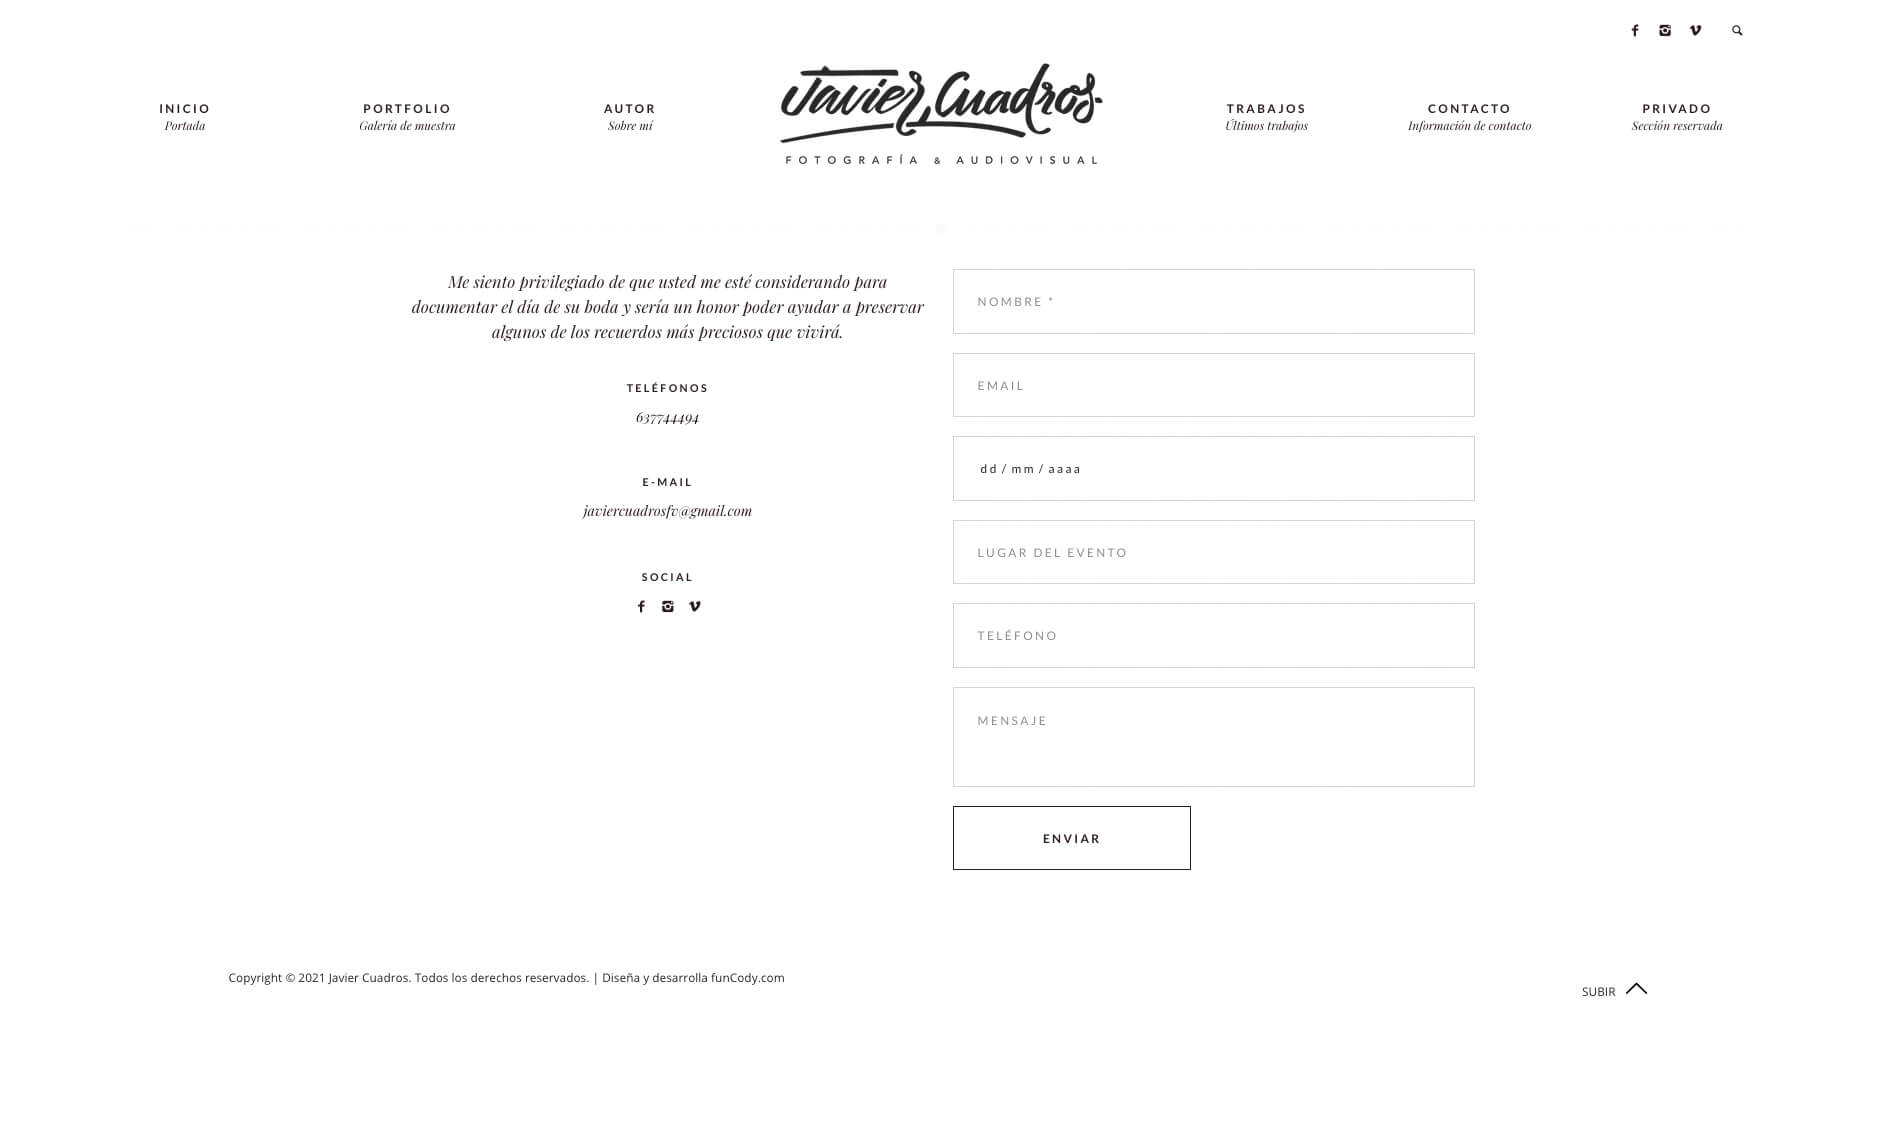 INICIO
Portada
PORTFOLIO
Galería de muestra
AUTOR
Sobre mí
Javier Cuadros
FOTOGRAFÍA & AUDIOVISUAL
TRABAJOS
Últimos trabajos
CONTACTO
Información de contacto
PRIVADO
Sección reservada
Me siento privilegiado de que usted me esté considerando para
documentar el día de su boda y sería un honor poder ayudar a preservar
algunos de los recuerdos más preciosos que vivirá.
TELÉFONOS
637744494
E-MAIL
javiercuadrosfv@gmail.com
SOCIAL
NOMBRE *
EMAIL
dd / mm / aaaa
LUGAR DEL EVENTO
TELÉFONO
MENSAJE
ENVIAR
Copyright © 2021 Javier Cuadros. Todos los derechos reservados. | Diseña y desarrolla funCody.com
SUBIR